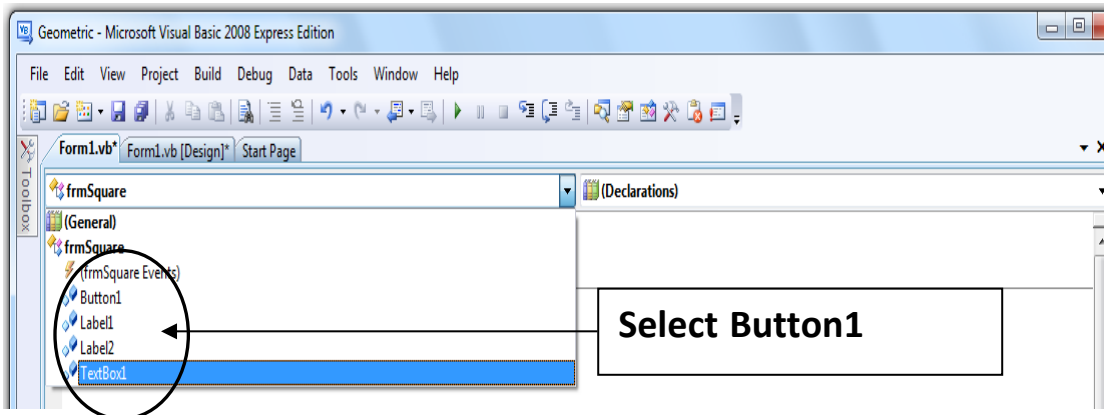 Geometric - Microsoft Visual Basic 2008 Express Edition
File Edit View Project Build Debug Data Tools Window Help
Form1.vb* Form1.vb [Design]* Start Page
Toolbox
frmSquare (Declarations)
(General)
frmSquare
(frmSquare Events)
Button1
Label1
Label2
TextBox1
Select Button1